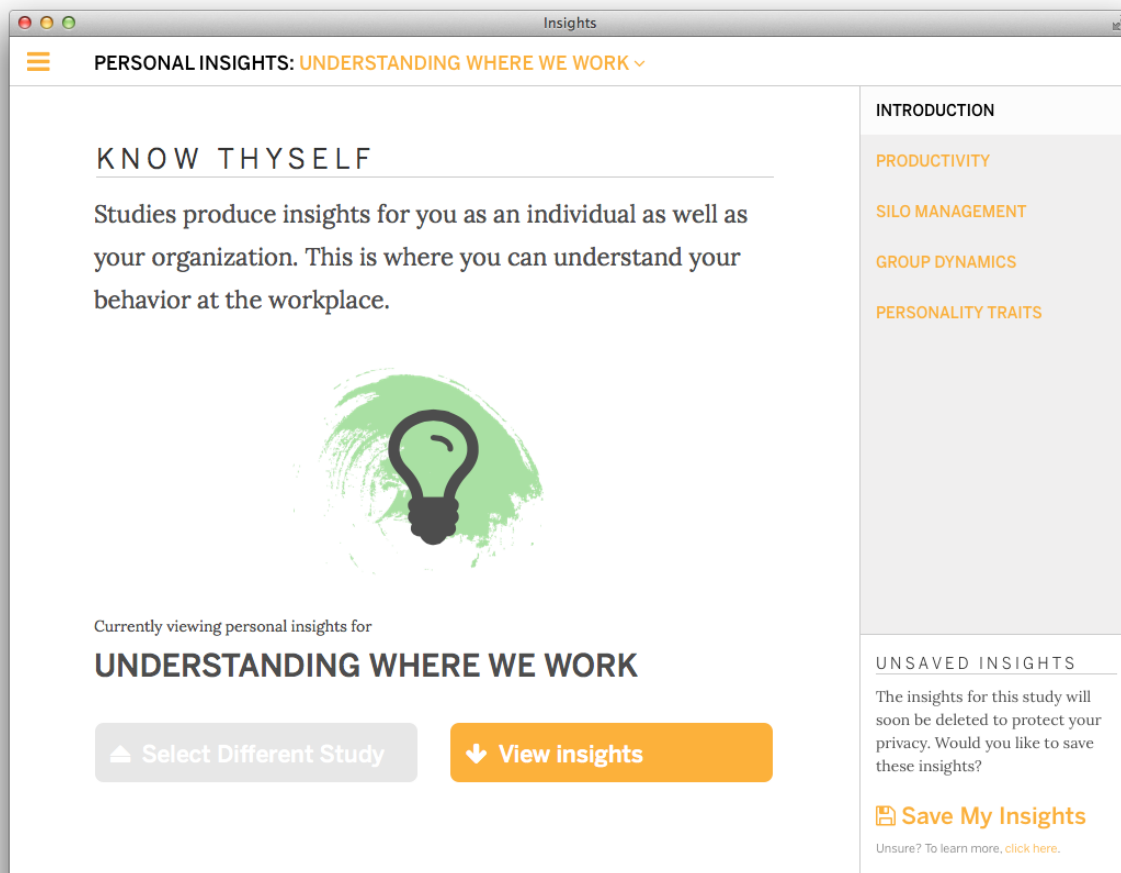 Insights
PERSONAL INSIGHTS: UNDERSTANDING WHERE WE WORK
KNOW THYSELF
Studies produce insights for you as an individual as well as
your organization. This is where you can understand your
behavior at the workplace.
Currently viewing personal insights for
UNDERSTANDING WHERE WE WORK
Select Different Study
View insights
INTRODUCTION
PRODUCTIVITY
SILO MANAGEMENT
GROUP DYNAMICS
PERSONALITY TRAITS
UNSAVED INSIGHTS
The insights for this study will
soon be deleted to protect your
privacy. Would you like to save
these insights?
Save My Insights
Unsure? To learn more, click here.